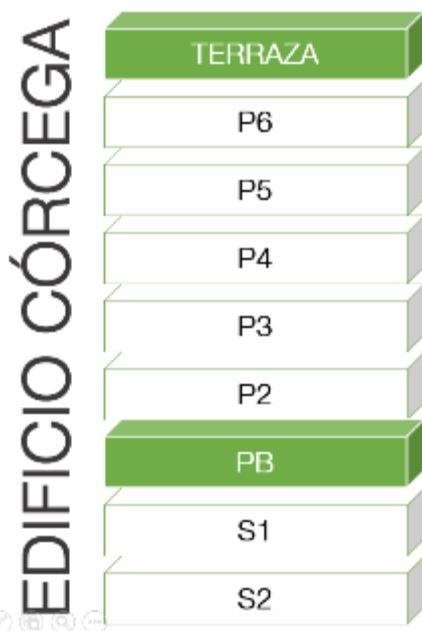 EDIFICIO CÓRCEGA
TERRAZA
P6
P5
P4
P3
P2
PB
S1
S2